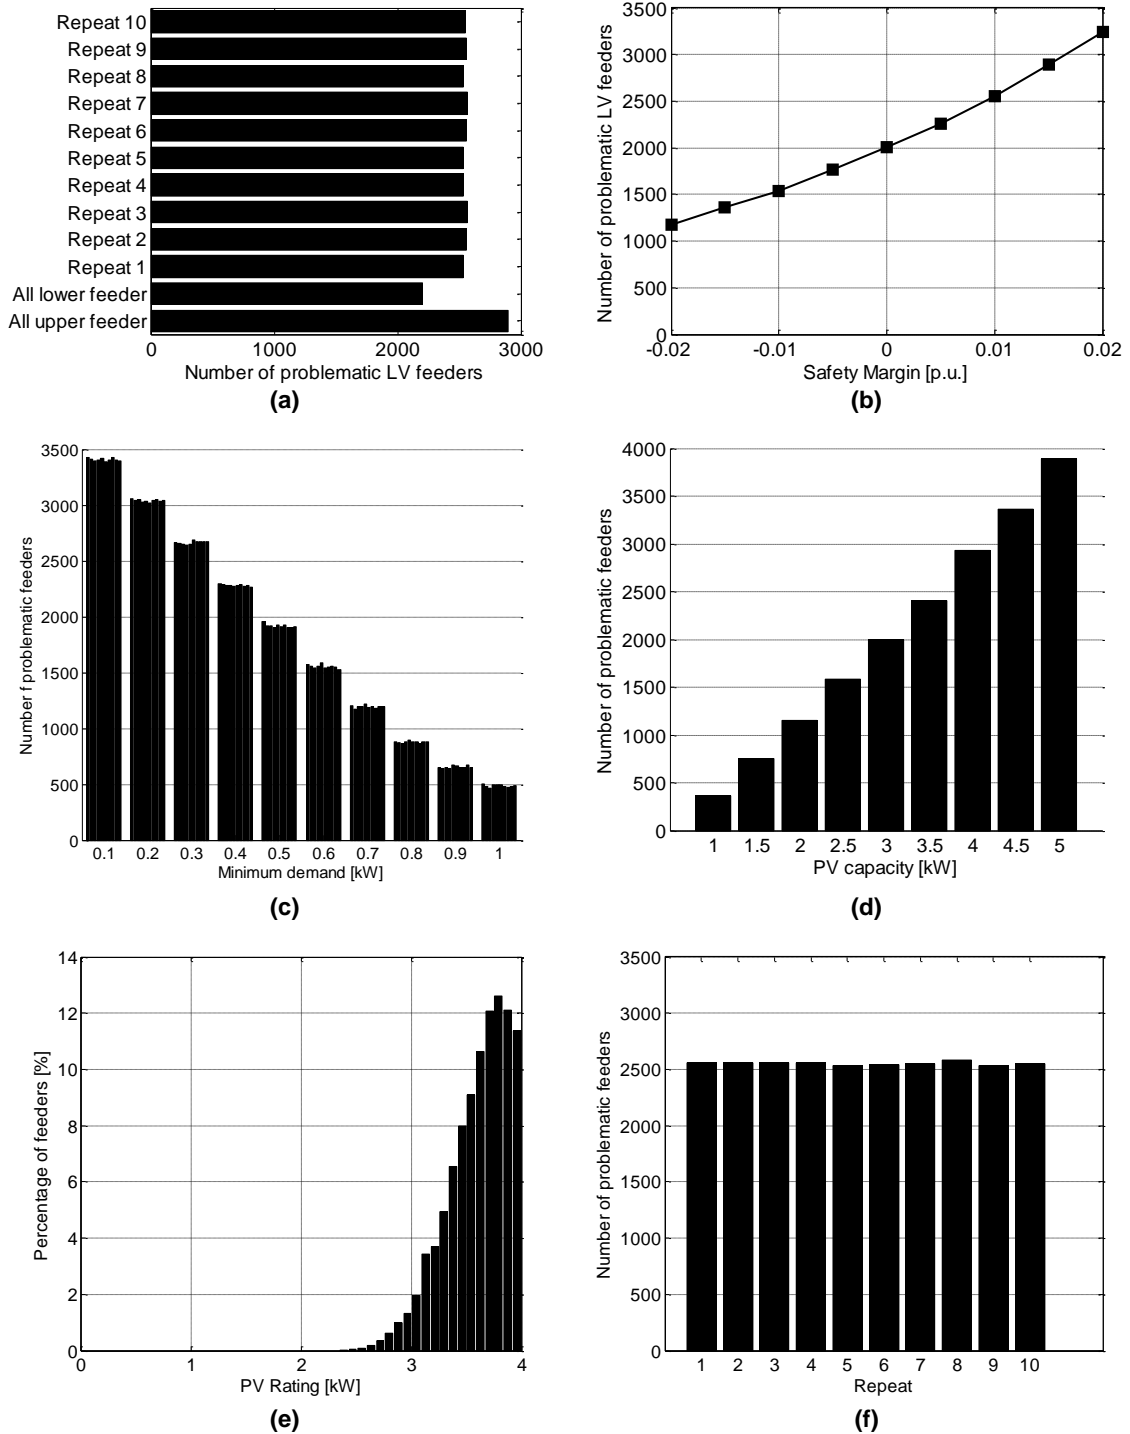 Repeat 10
Repeat 9
Repeat 8
Repeat 7
Repeat 6
Repeat 5
Repeat 4
Repeat 3
Repeat 2
Repeat 1
All lower feeder
All upper feeder
0 1000 2000 3000
Number of problematic LV feeders
(a)
3500
3000
2500
2000
1500
1000
500
0
Number of problematic LV feeders
-0.02 -0.01 0 0.01 0.02
Safety Margin [p.u.]
(b)
3500
3000
2500
2000
1500
1000
500
0
Number f problematic feeders
0.1 0.2 0.3 0.4 0.5 0.6 0.7 0.8 0.9 1
Minimum demand [kW]
(c)
4000
3500
3000
2500
2000
1500
1000
500
0
Number of problematic feeders
1 1.5 2 2.5 3 3.5 4 4.5 5
PV capacity [kW]
(d)
14
12
10
8
6
4
2
0
Percentage of feeders [%]
0 1 2 3 4
PV Rating [kW]
(e)
3500
3000
2500
2000
1500
1000
500
0
Number of problematic feeders
1 2 3 4 5 6 7 8 9 10
Repeat
(f)